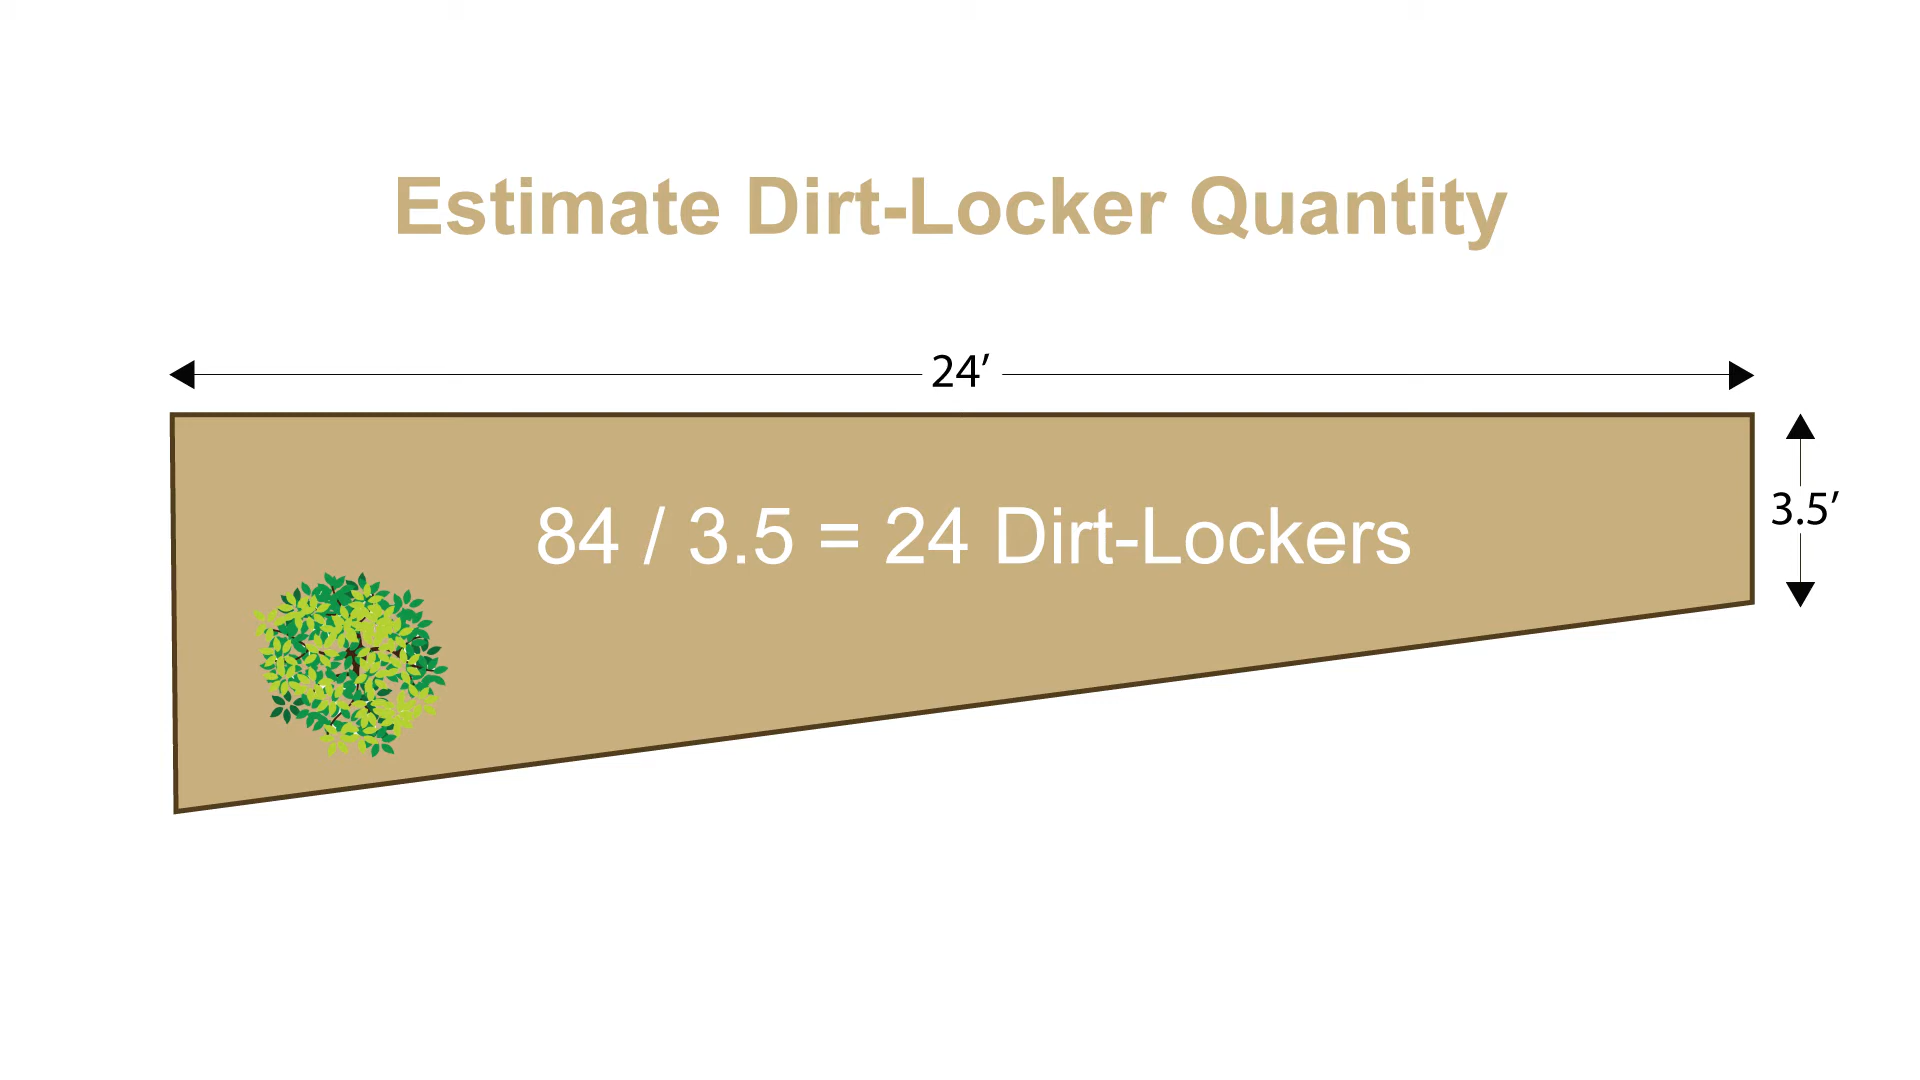 Estimate Dirt-Locker Quantity
24’
3.5’
84 / 3.5 = 24 Dirt-Lockers